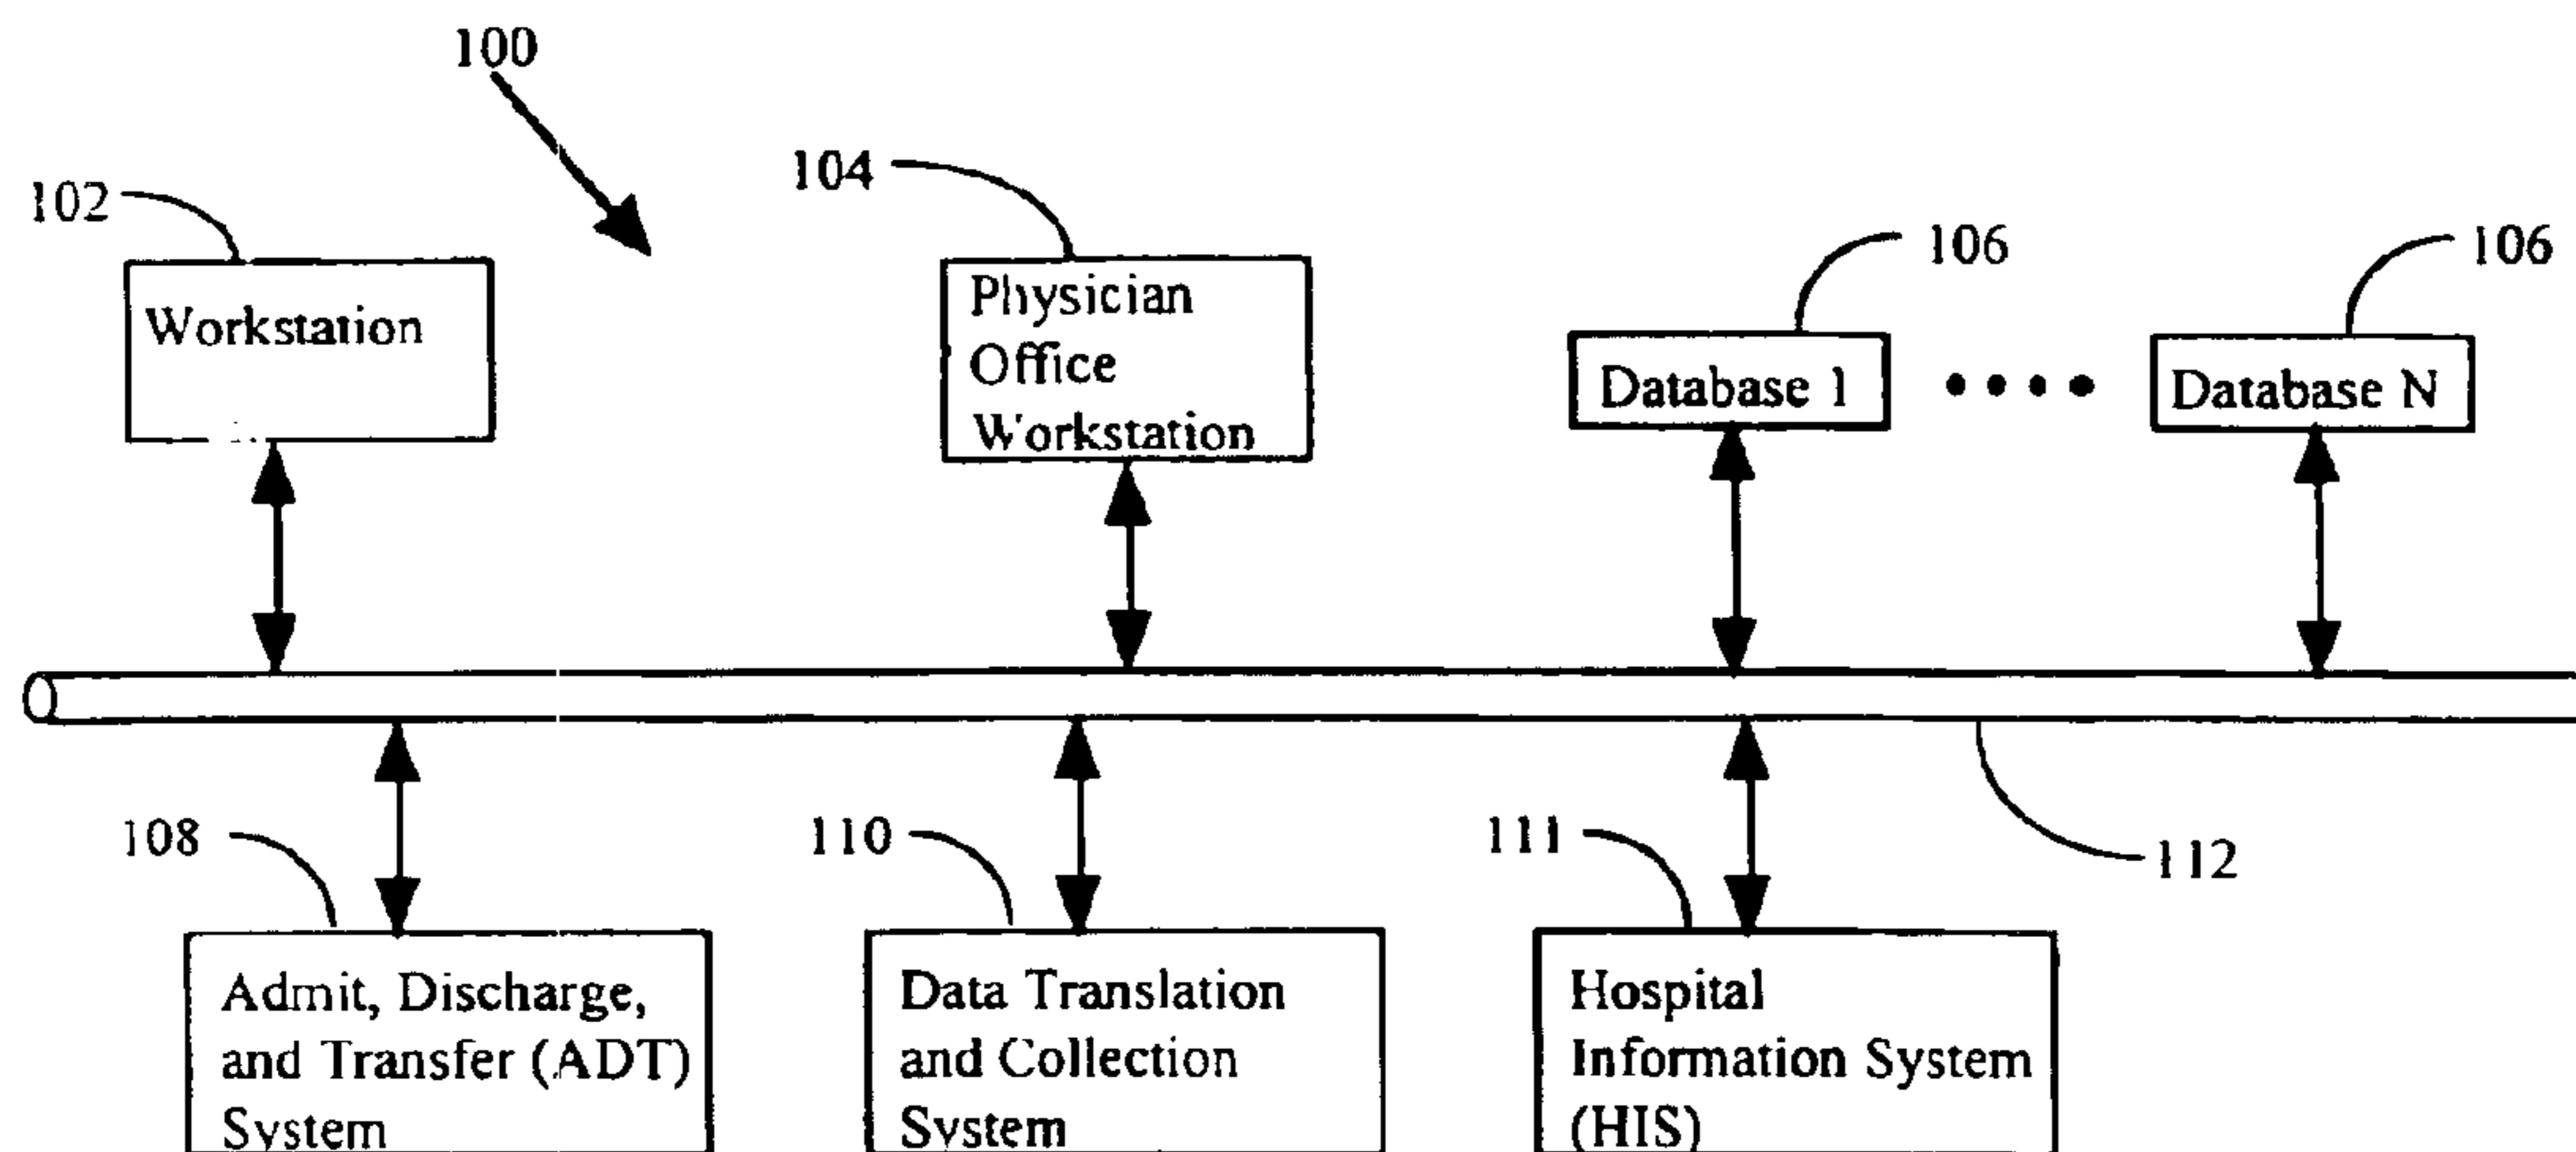 100
102
104
106
106
Workstation
Physician
Office
Workstation
Database 1
Database N
108
110
111
112
Admit, Discharge,
and Transfer (ADT)
System
Data Translation
and Collection
System
Hospital
Information System
(HIS)